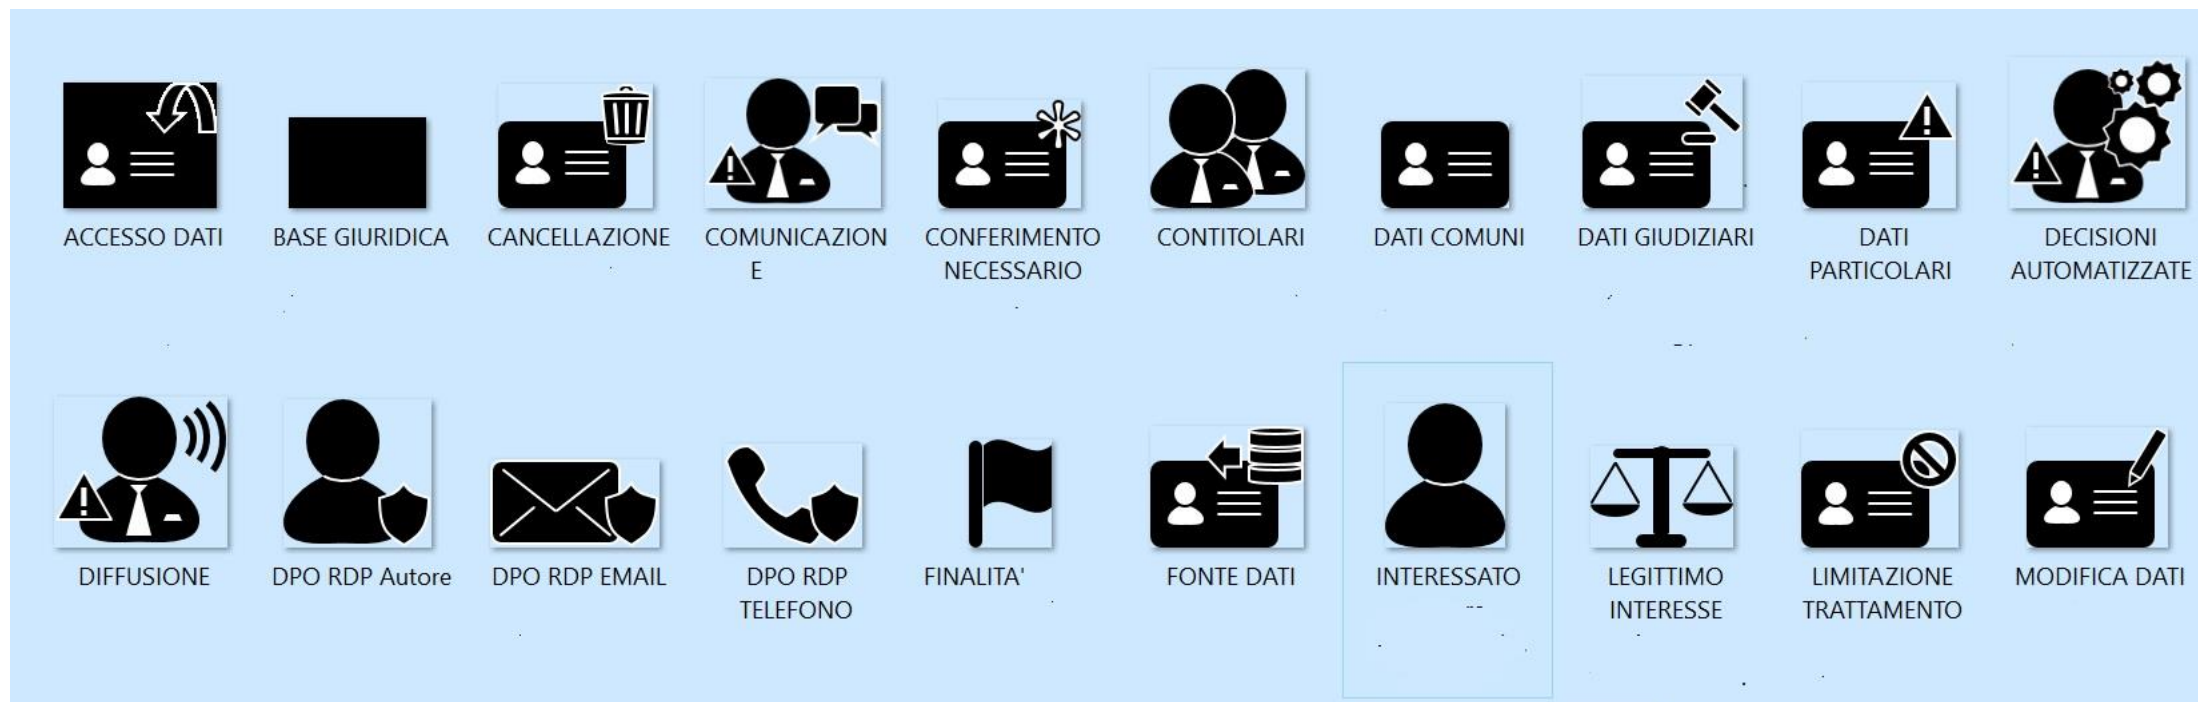 ACCESSO DATI
BASE GIURIDICA
CANCELLAZIONE
COMUNICAZION
E
CONFERIMENTO
NECESSARIO
CONTITOLARI
DATI COMUNI
DATI GIUDIZIARI
DATI
PARTICOLARI
DECISIONI
AUTOMATIZZATE
DIFFUSIONE
DPO RDP Autore
DPO RDP EMAIL
DPO RDP
TELEFONO
FINALITA'
FONTE DATI
INTERESSATO
LEGITTIMO
INTERESSE
LIMITAZIONE
TRATTAMENTO
MODIFICA DATI